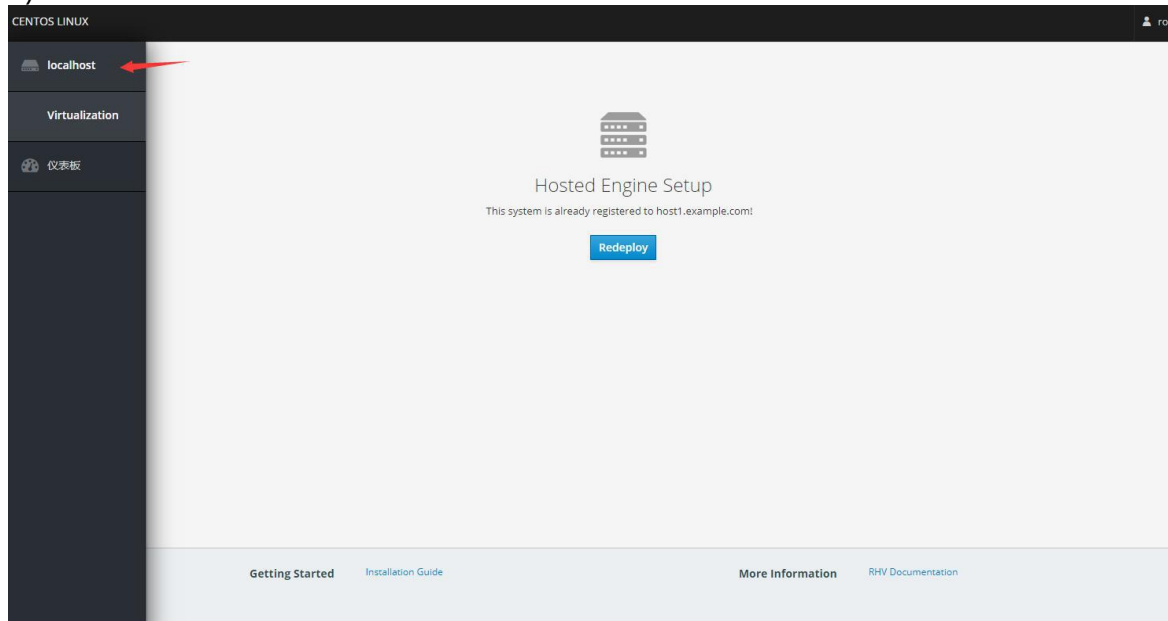 CENTOS LINUX
localhost
Virtualization
仪表板
Hosted Engine Setup
This system is already registered to host1.example.com!
Redeploy
Getting Started Installation Guide More Information RHV Documentation